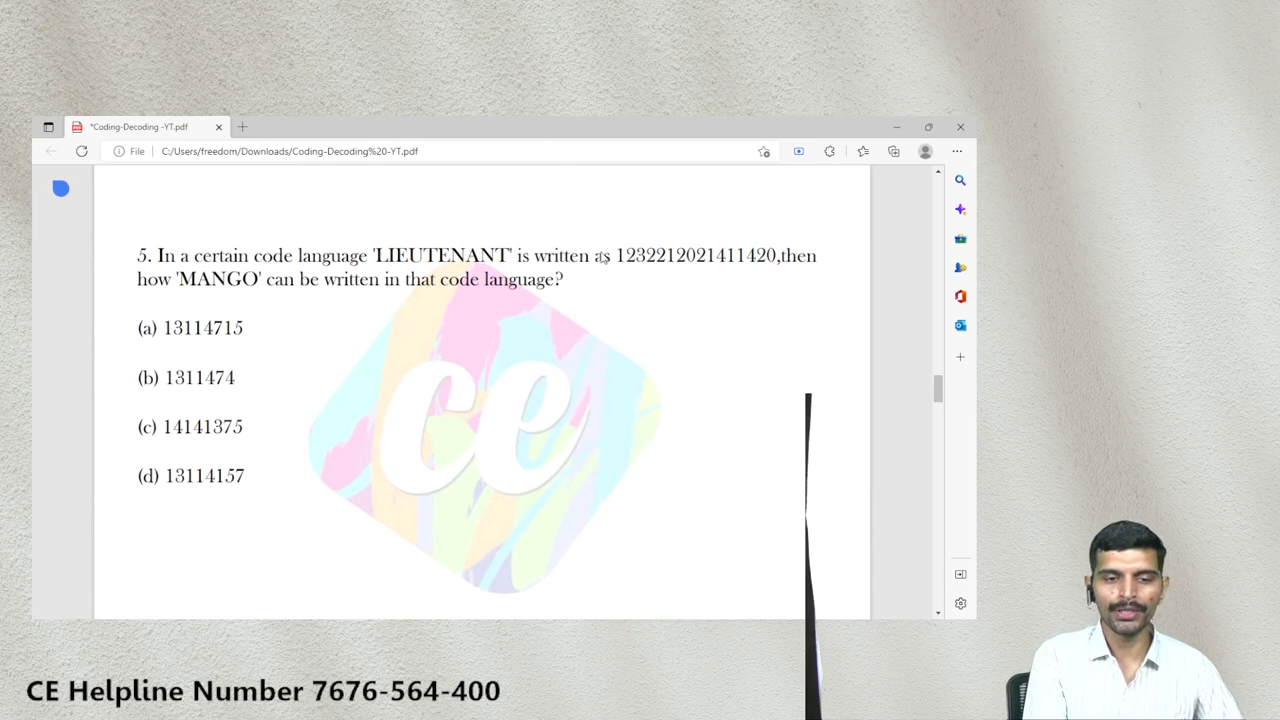 *Coding-Decoding -YT.pdf
File C:/Users/freedom/Downloads/Coding-Decoding%20-YT.pdf
5. In a certain code language 'LIEUTENANT' is written as 1232212021411420,then
how 'MANGO' can be written in that code language?
(a) 13114715
(b) 1311474
(c) 14141375
(d) 13114157
ce
CE Helpline Number 7676-564-400